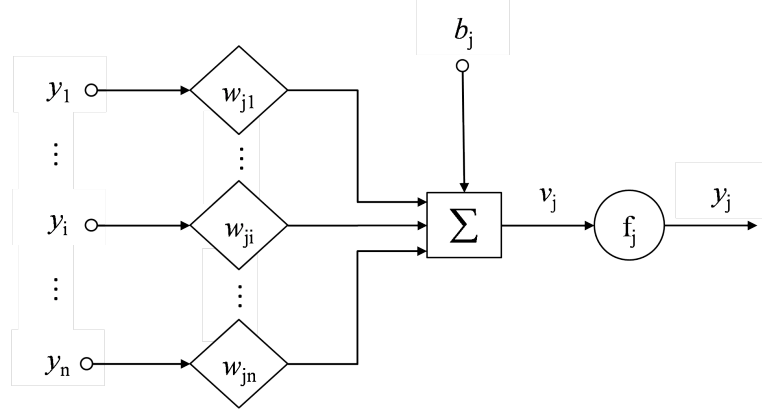 b_j
y_1
w_j1
⋮
⋮
y_i
w_ji
Σ
v_j
f_j
y_j
⋮
⋮
y_n
w_jn